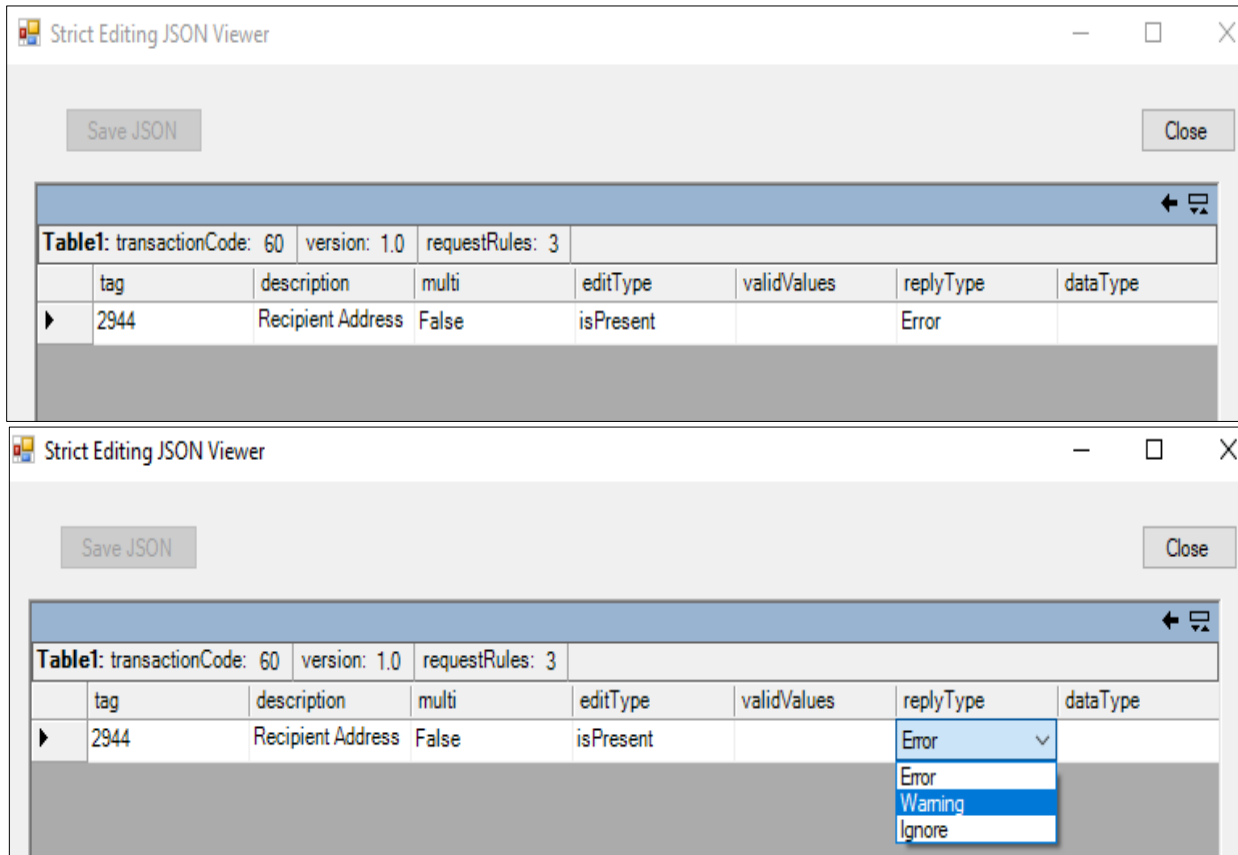 Strict Editing JSON Viewer
Save JSON Close
Table1: transactionCode: 60 version: 1.0 requestRules: 3
tag description multi editType validValues replyType dataType
2944 Recipient Address False isPresent Error
Strict Editing JSON Viewer
Save JSON Close
Table1: transactionCode: 60 version: 1.0 requestRules: 3
tag description multi editType validValues replyType dataType
2944 Recipient Address False isPresent Error
Error
Warning
Ignore